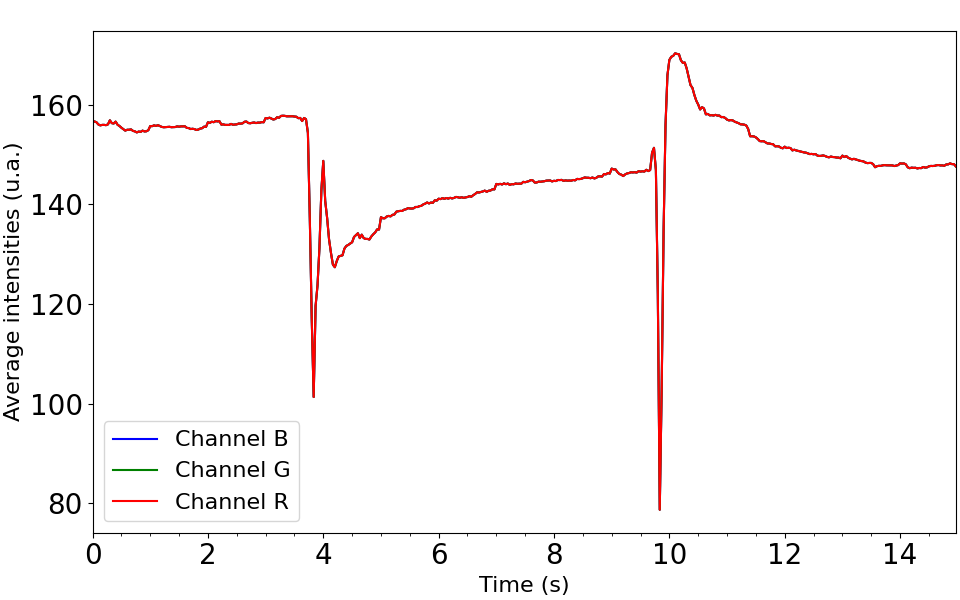 Average intensities (u.a.)
160
140
120
100
80
Channel B
Channel G
Channel R
0 2 4 6 8 10 12 14
Time (s)